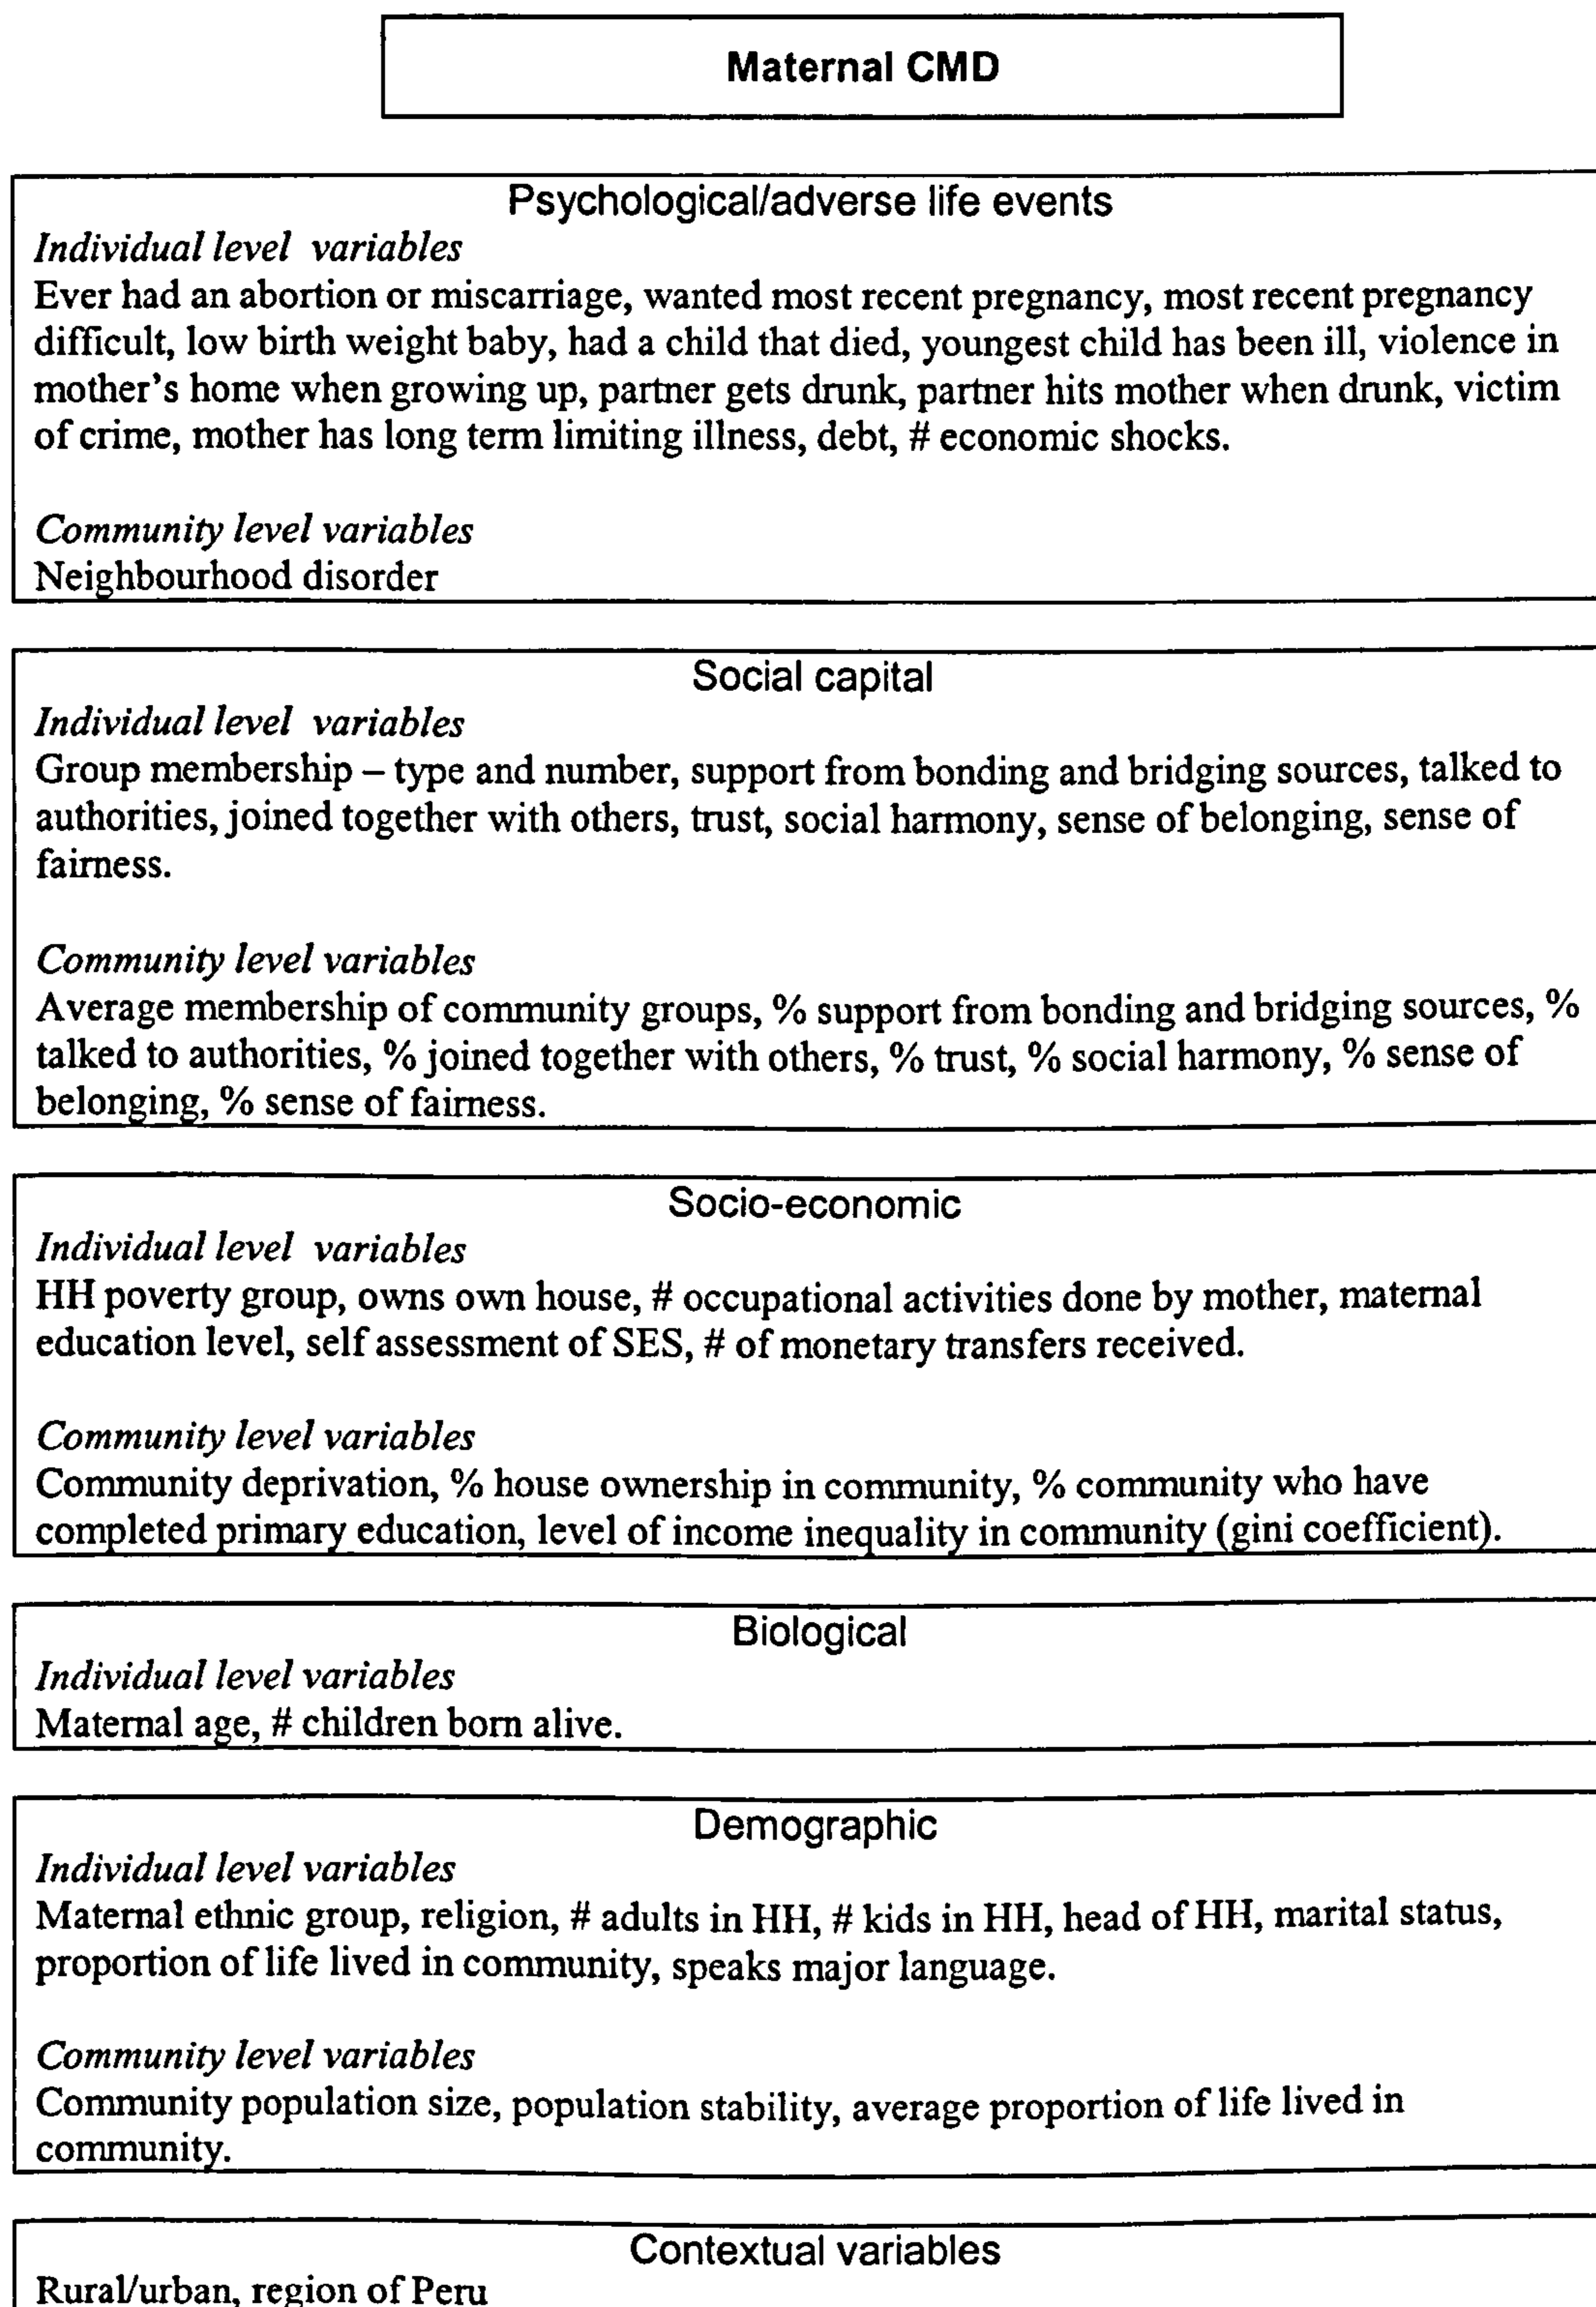 Maternal CMD
Psychological/adverse life events
Individual level variables
Ever had an abortion or miscarriage, wanted most recent pregnancy, most recent pregnancy
difficult, low birth weight baby, had a child that died, youngest child has been ill, violence in
mother's home when growing up, partner gets drunk, partner hits mother when drunk, victim
of crime, mother has long term limiting illness, debt, # economic shocks.
Community level variables
Neighbourhood disorder
Social capital
Individual level variables
Group membership – type and number, support from bonding and bridging sources, talked to
authorities, joined together with others, trust, social harmony, sense of belonging, sense of
fairness.
Community level variables
Average membership of community groups, % support from bonding and bridging sources, %
talked to authorities, % joined together with others, % trust, % social harmony, % sense of
belonging, % sense of fairness.
Socio-economic
Individual level variables
HH poverty group, owns own house, # occupational activities done by mother, maternal
education level, self assessment of SES, # of monetary transfers received.
Community level variables
Community deprivation, % house ownership in community, % community who have
completed primary education, level of income inequality in community (gini coefficient).
Biological
Individual level variables
Maternal age, # children born alive.
Demographic
Individual level variables
Maternal ethnic group, religion, # adults in HH, # kids in HH, head of HH, marital status,
proportion of life lived in community, speaks major language.
Community level variables
Community population size, population stability, average proportion of life lived in
community.
Contextual variables
Rural/urban, region of Peru